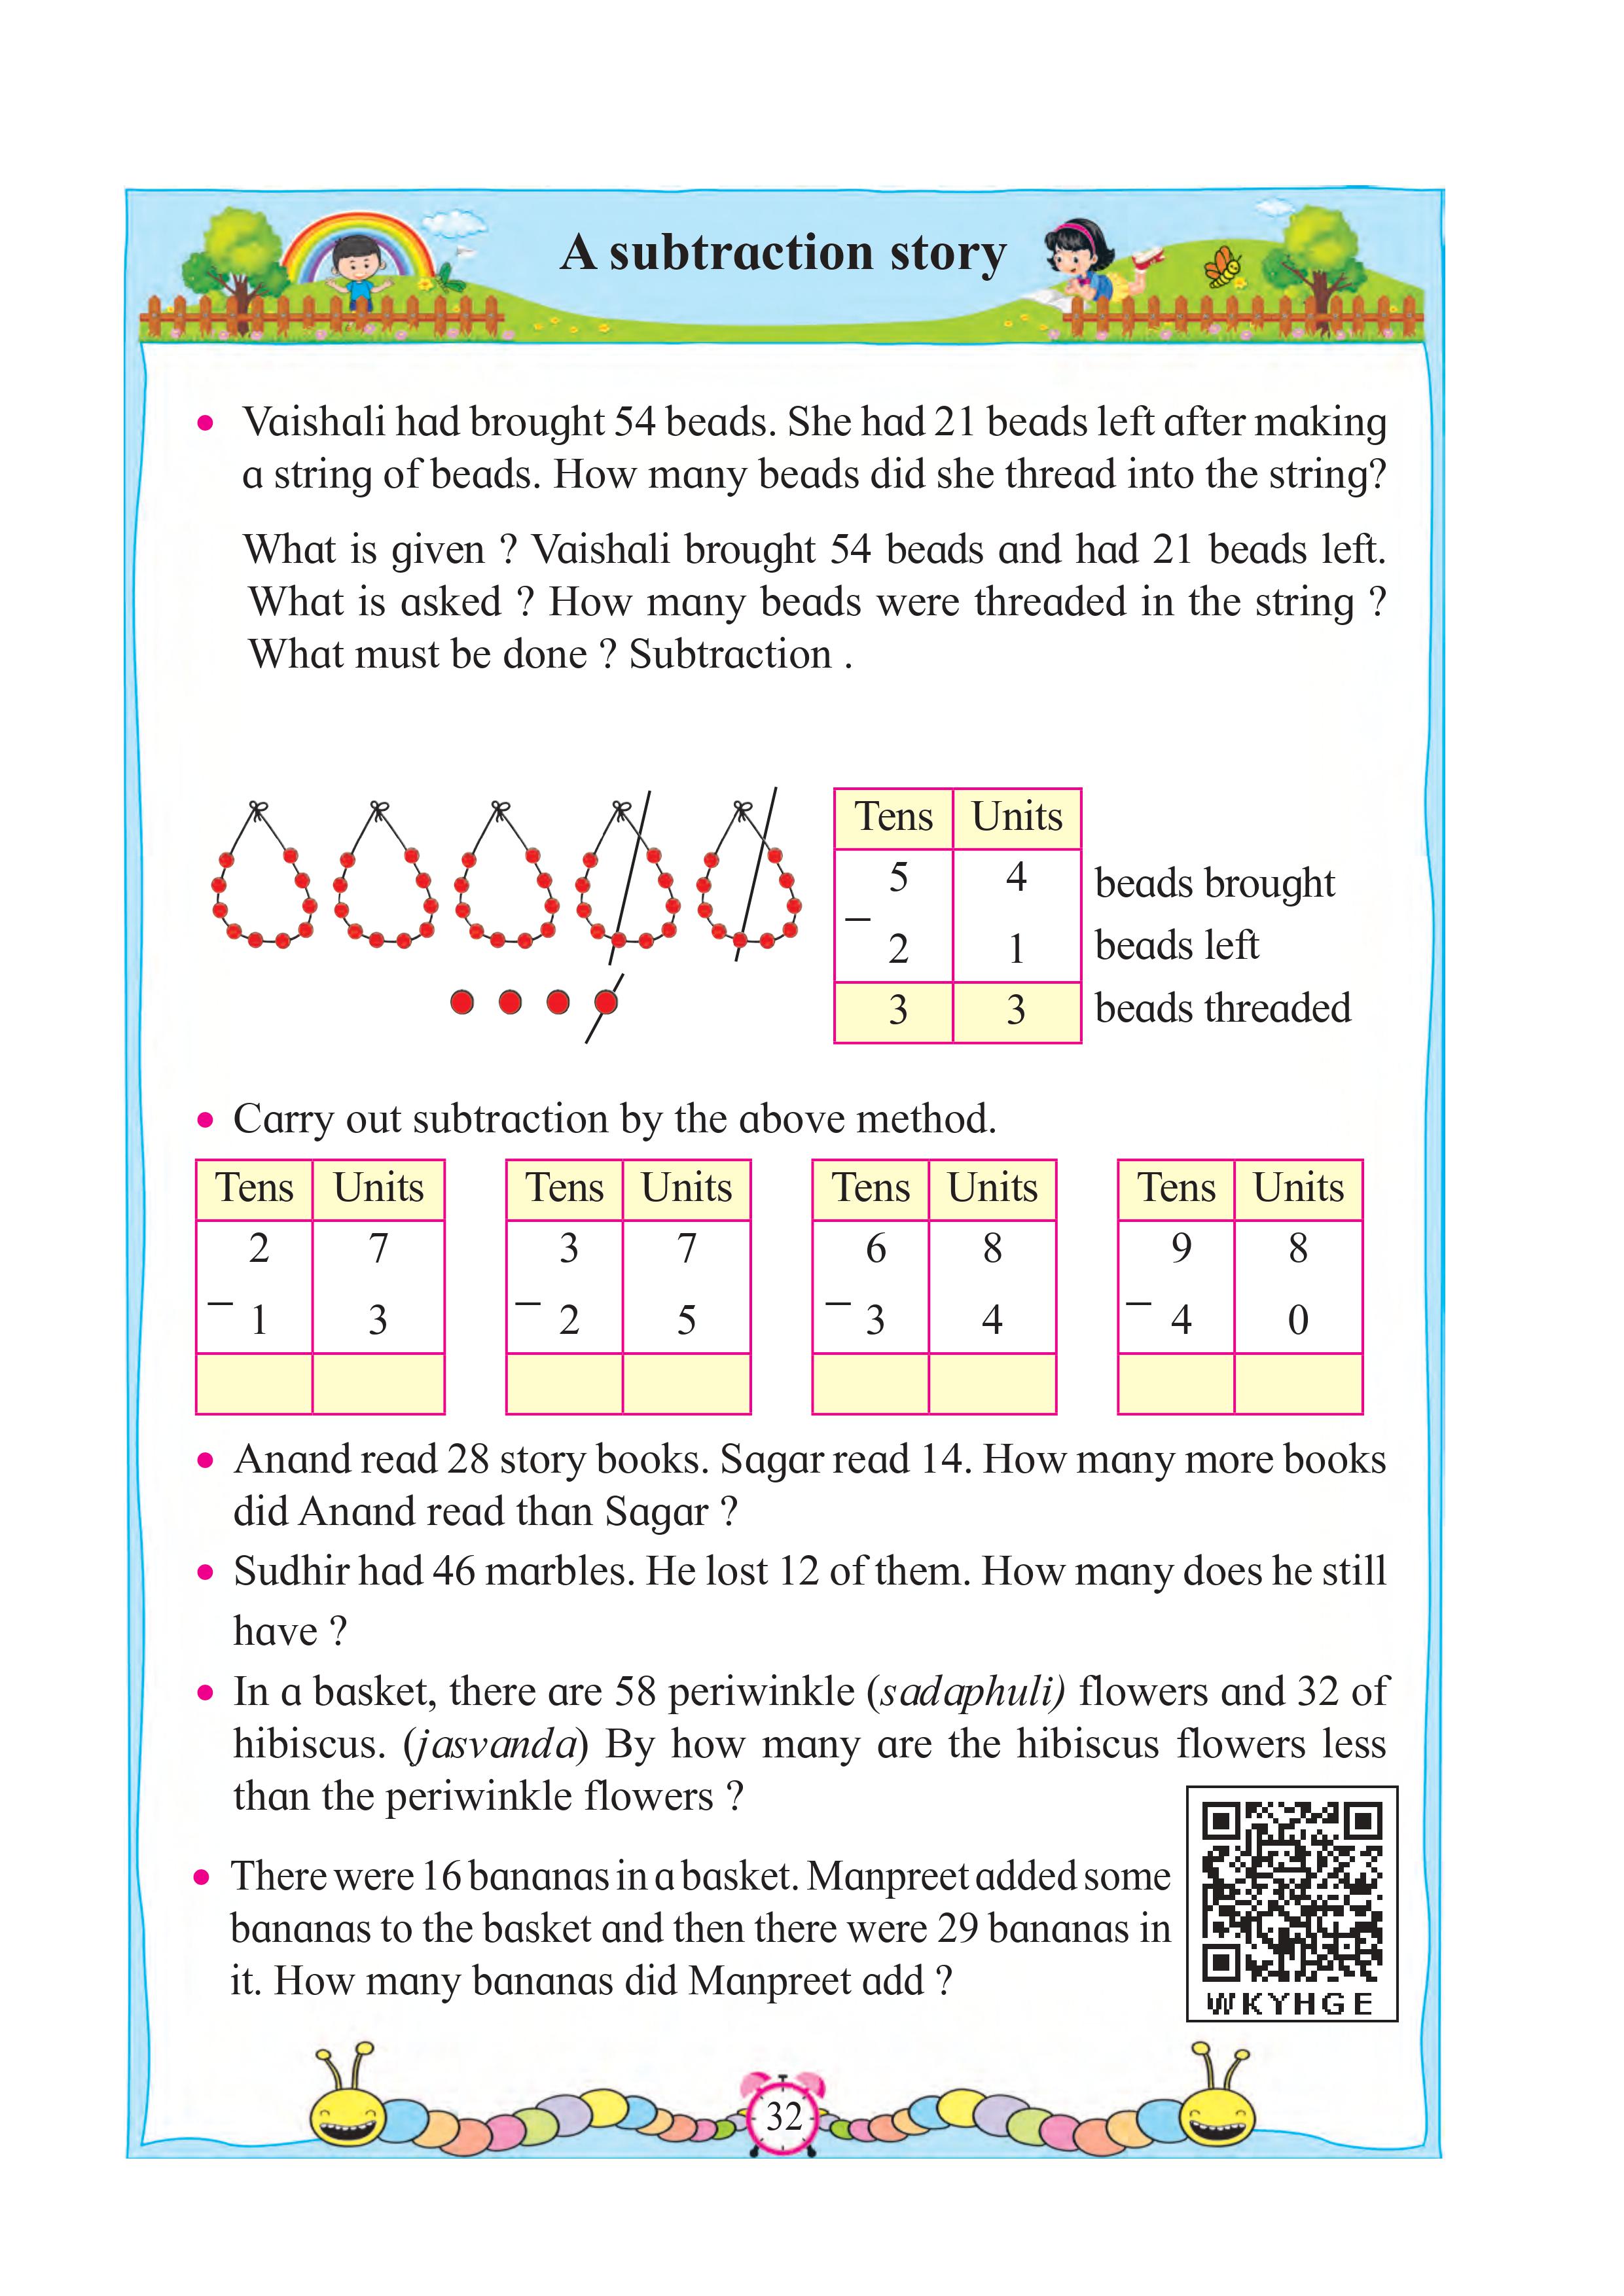 A subtraction story
• Vaishali had brought 54 beads. She had 21 beads left after making
a string of beads. How many beads did she thread into the string?
What is given ? Vaishali brought 54 beads and had 21 beads left.
What is asked ? How many beads were threaded in the string ?
What must be done ? Subtraction .
Tens Units
5 4 beads brought
–
2 1 beads left
3 3 beads threaded
• Carry out subtraction by the above method.
Tens Units Tens Units Tens Units Tens Units
2 7 3 7 6 8 9 8
– – – –
1 3 2 5 3 4 4 0
• Anand read 28 story books. Sagar read 14. How many more books
did Anand read than Sagar ?
• Sudhir had 46 marbles. He lost 12 of them. How many does he still
have ?
• In a basket, there are 58 periwinkle (sadaphuli) flowers and 32 of
hibiscus. (jasvanda) By how many are the hibiscus flowers less
than the periwinkle flowers ?
• There were 16 bananas in a basket. Manpreet added some
bananas to the basket and then there were 29 bananas in
it. How many bananas did Manpreet add ?
WKYHGE
32